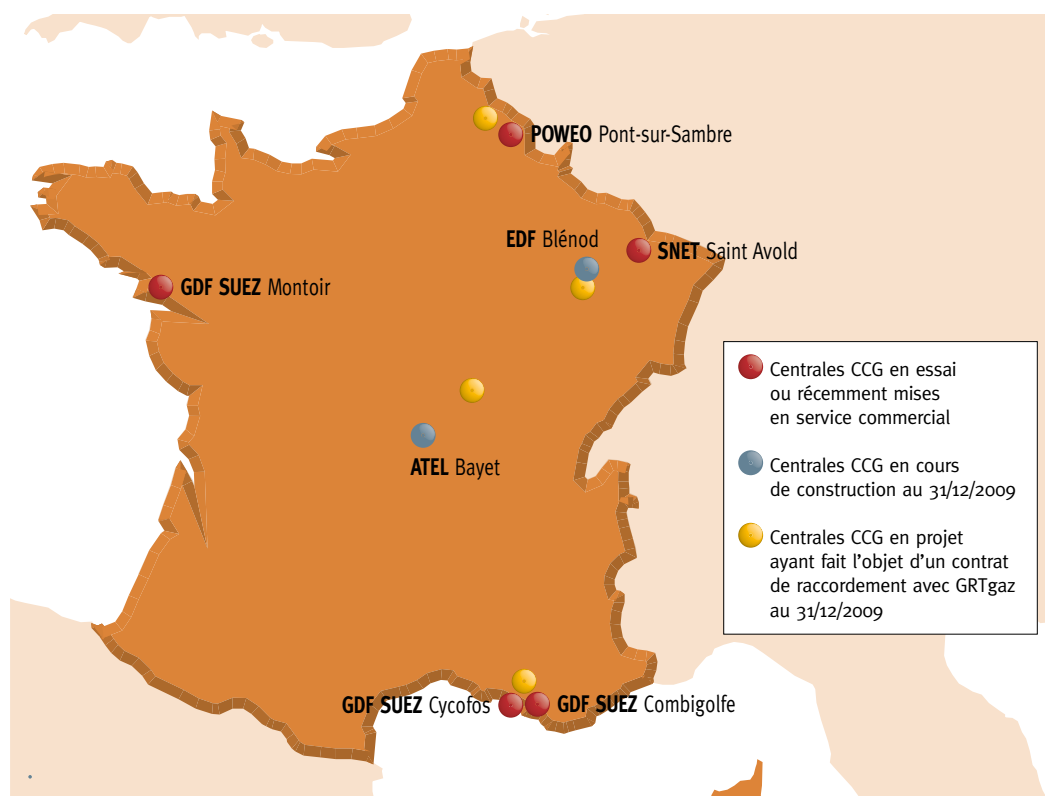 POWEO Pont-sur-Sambre
EDF Blénod
SNET Saint Avold
GDF SUEZ Montoir
Centrales CCG en essai
ou récemment mises
en service commercial
Centrales CCG en cours
de construction au 31/12/2009
Centrales CCG en projet
ayant fait l'objet d'un contrat
de raccordement avec GRTgaz
au 31/12/2009
ATEL Bayet
GDF SUEZ Cycofos
GDF SUEZ Combigolfe